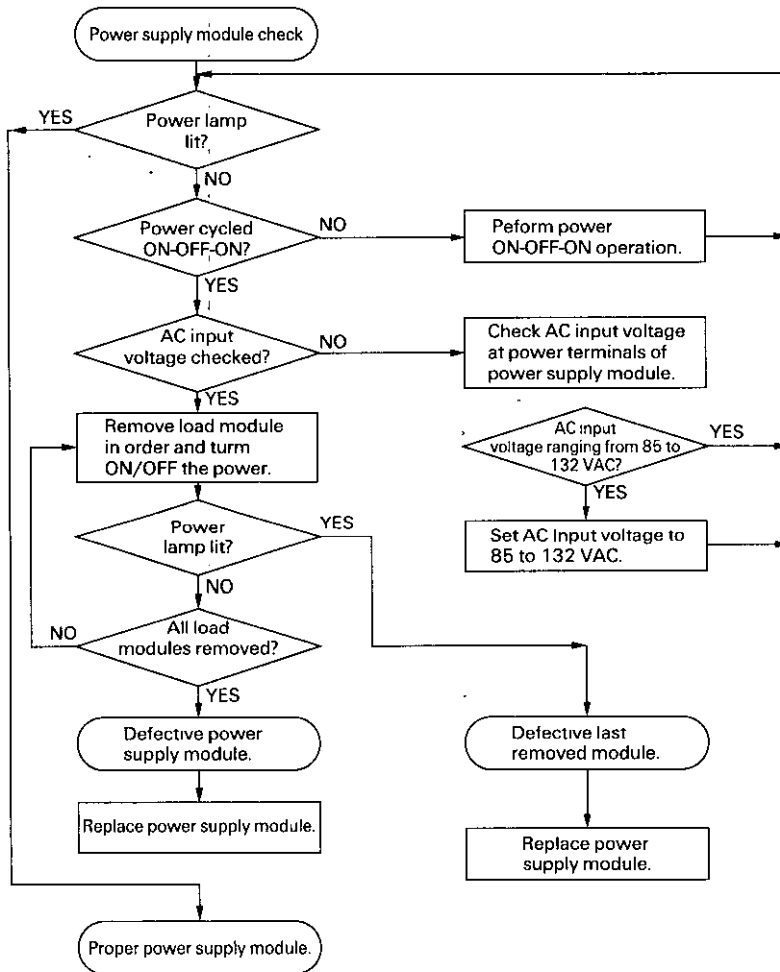 Power supply module check
YES
Power lamp
lit?
NO
Power cycled
ON-OFF-ON?
NO
Peform power
ON-OFF-ON operation.
YES
AC input
voltage checked?
NO
Check AC input voltage
at power terminals of
power supply module.
YES
Remove load module
in order and turm
ON/OFF the power.
AC input
voltage ranging from 85 to
132 VAC?
YES
YES
Power
lamp lit?
YES
Set AC Input voltage to
85 to 132 VAC.
NO
All load
modules removed?
NO
YES
Defective power
supply module.
Defective last
removed module.
Replace power supply module.
Replace power
supply module.
Proper power supply module.